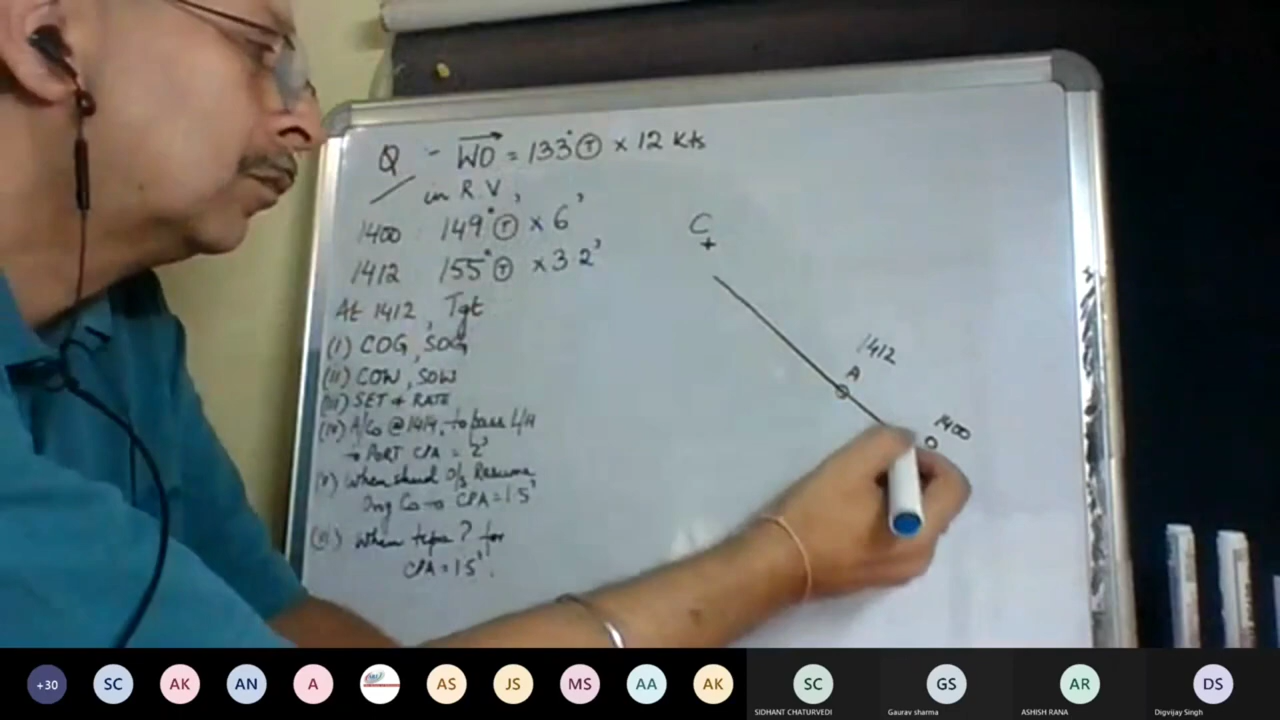 Q - WO = 133° T × 12 Kts
in R.V,
1400 149° T × 6'
1412 155° T × 3 2'
At 1412, Tgt
(I) COG, SOG
(II) COW, SOW
(III) SET & RATE
(IV) A/Co @ 1414, to pass L/H
→ PORT CPA = 2'
(V) When shud O/s Resume
Org Co → CPA = 1.5'
(VI) When ? for
CPA = 1 5'.
C
1412
A
1400
O
+30
SC
AK
AN
A
AS
JS
MS
AA
AK
SC
SIDHANT CHATURVEDI
GS
Gaurav sharma
AR
ASHISH RANA
DS
Digvijay Singh